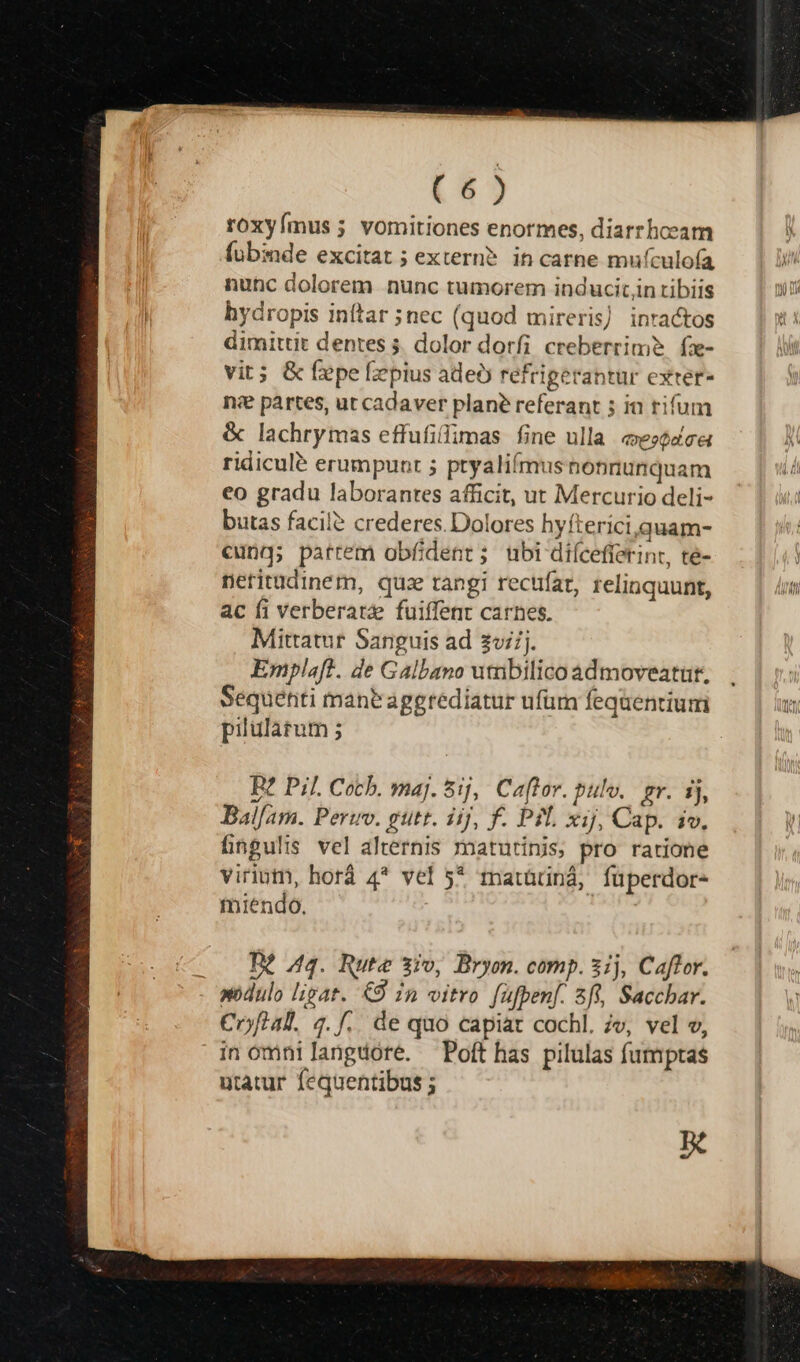 ( 6 )
roxyſmus ; vomitiones enormes, diarrhœam
ſubinde excitat ; externè in carne muſculoſa
nunc dolorem nunc tumorem inducit, in tibiis
hydropis inſtar ; nec (quod mireris) intactos
dimittit dentes ; dolor dorſi creberrimè ſæ-
vit ; & ſæpe ſæpius adeò refrigerantur exter-
næ partes, ut cadaver planè referant ; in riſum
& lachrymas effuſiſſimas ſine ulla προφάσει
ridiculè erumpunt ; ptyaliſmus nonnunquam
eo gradu laborantes afficit, ut Mercurio deli-
butas facilè crederes. Dolores hyſterici, quam-
cunq; partem obſident ; ubi diſceſſerint, te-
neritudinem, quæ tangi recuſat, relinquunt,
ac ſi verberatæ fuiſſent carnes.
Mittatur Sanguis ad ℥viij.
Emplaſt. de Galbano umbilico admoveatur.
Sequenti manè aggrediatur uſum ſequentium
pilularum ;
℞ Pil. Coch. maj. ʒij, Caſtor. pulv. gr. ij,
Balſam. Peruv. gutt. iij, f. Pil. xij, Cap. iv.
ſingulis vel alternis matutinis, pro ratione
virium, horâ 4ª vel 5ª matutinâ, ſuperdor-
miendo.
℞ Aq. Rutæ ℥iv, Bryon. comp. ℥ij, Caſtor.
nodulo ligat. & in vitro ſuſpenſ. ʒß, Sacchar.
Cryſtall. q. ſ. de quo capiat cochl. iv, vel v,
in omni languore. Poſt has pilulas ſumptas
utatur ſequentibus ;
℞